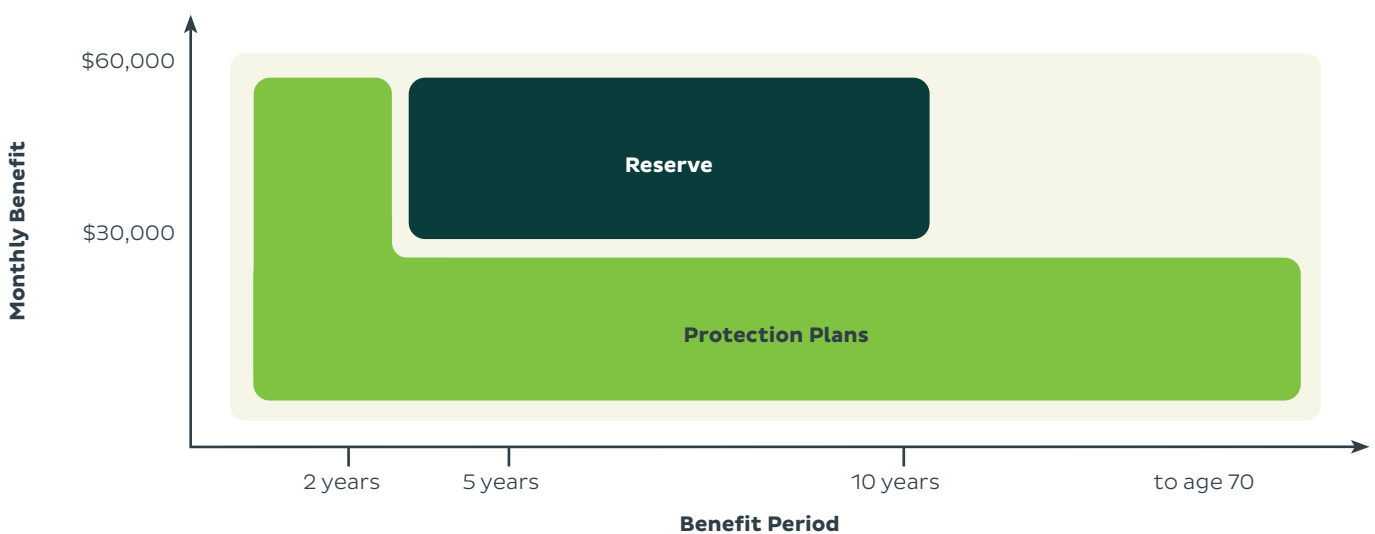 $60,000
$30,000
Monthly Benefit
Reserve
Protection Plans
2 years
5 years
10 years
to age 70
Benefit Period